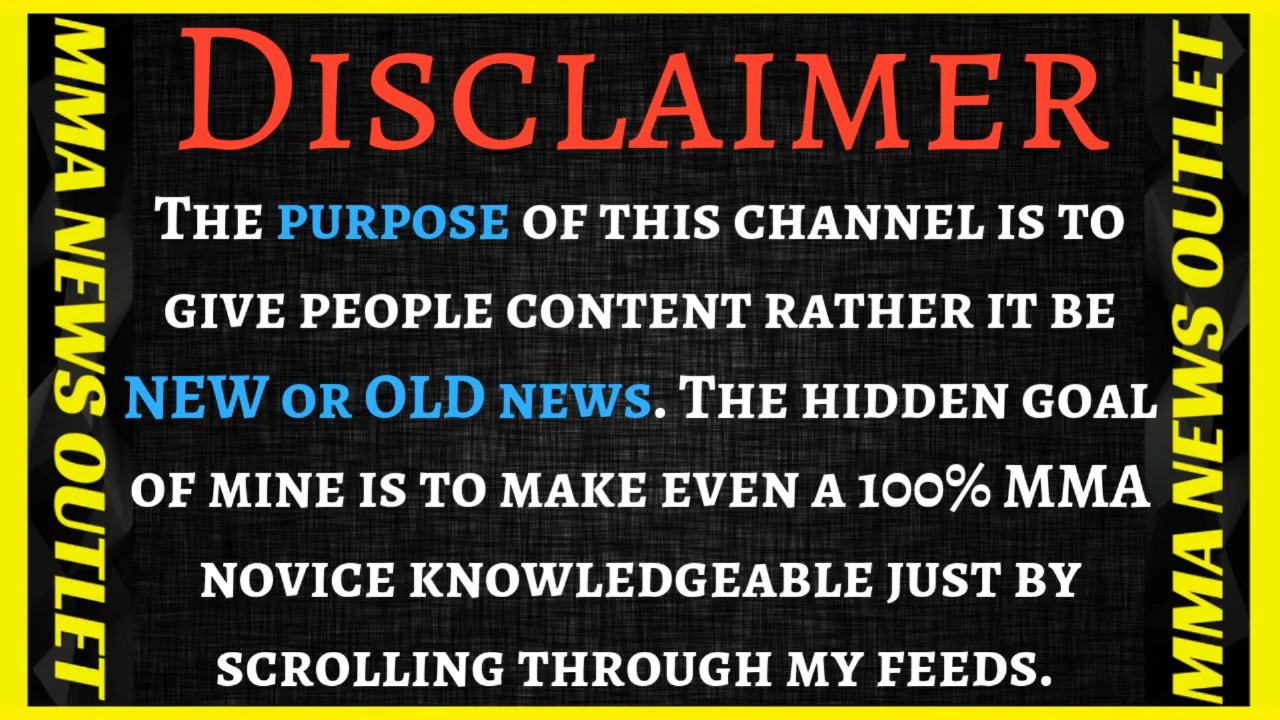 DISCLAIMER
THE PURPOSE OF THIS CHANNEL IS TO
GIVE PEOPLE CONTENT RATHER IT BE
NEW OR OLD NEWS. THE HIDDEN GOAL
OF MINE IS TO MAKE EVEN A 100% MMA
NOVICE KNOWLEDGEABLE JUST BY
SCROLLING THROUGH MY FEEDS.
MMA NEWS OUTLET
MMA NEWS OUTLET